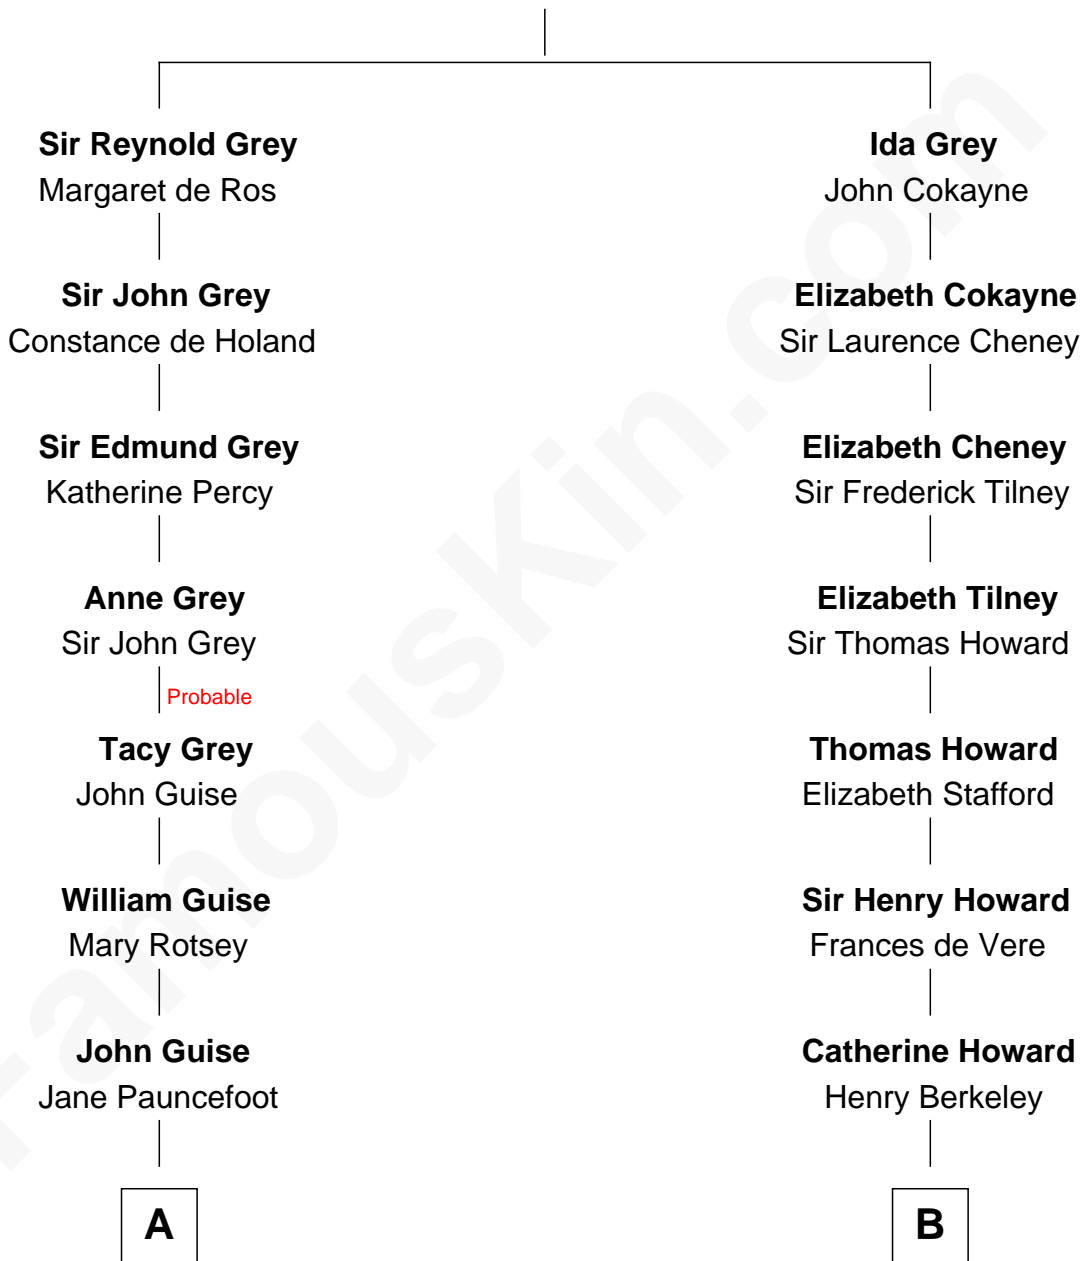 Sir Reynold Grey
Margaret de Ros
Ida Grey
John Cokayne
Sir John Grey
Constance de Holand
Elizabeth Cokayne
Sir Laurence Cheney
Sir Edmund Grey
Katherine Percy
Elizabeth Cheney
Sir Frederick Tilney
Anne Grey
Sir John Grey
Elizabeth Tilney
Sir Thomas Howard
Probable
Tacy Grey
John Guise
Thomas Howard
Elizabeth Stafford
William Guise
Mary Rotsey
Sir Henry Howard
Frances de Vere
John Guise
Jane Pauncefoot
Catherine Howard
Henry Berkeley
A
B
FamousKin.com